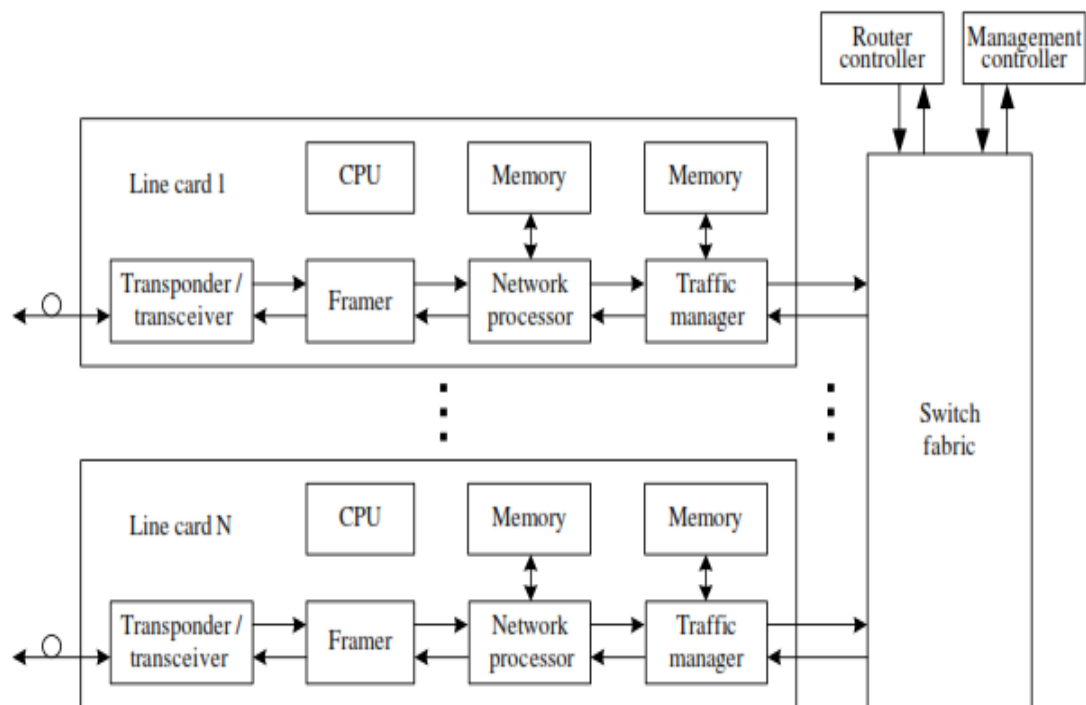 Router
controller
Management
controller
Line card 1
CPU
Memory
Memory
Transponder /
transceiver
Framer
Network
processor
Traffic
manager
Switch
fabric
Line card N
CPU
Memory
Memory
Transponder /
transceiver
Framer
Network
processor
Traffic
manager